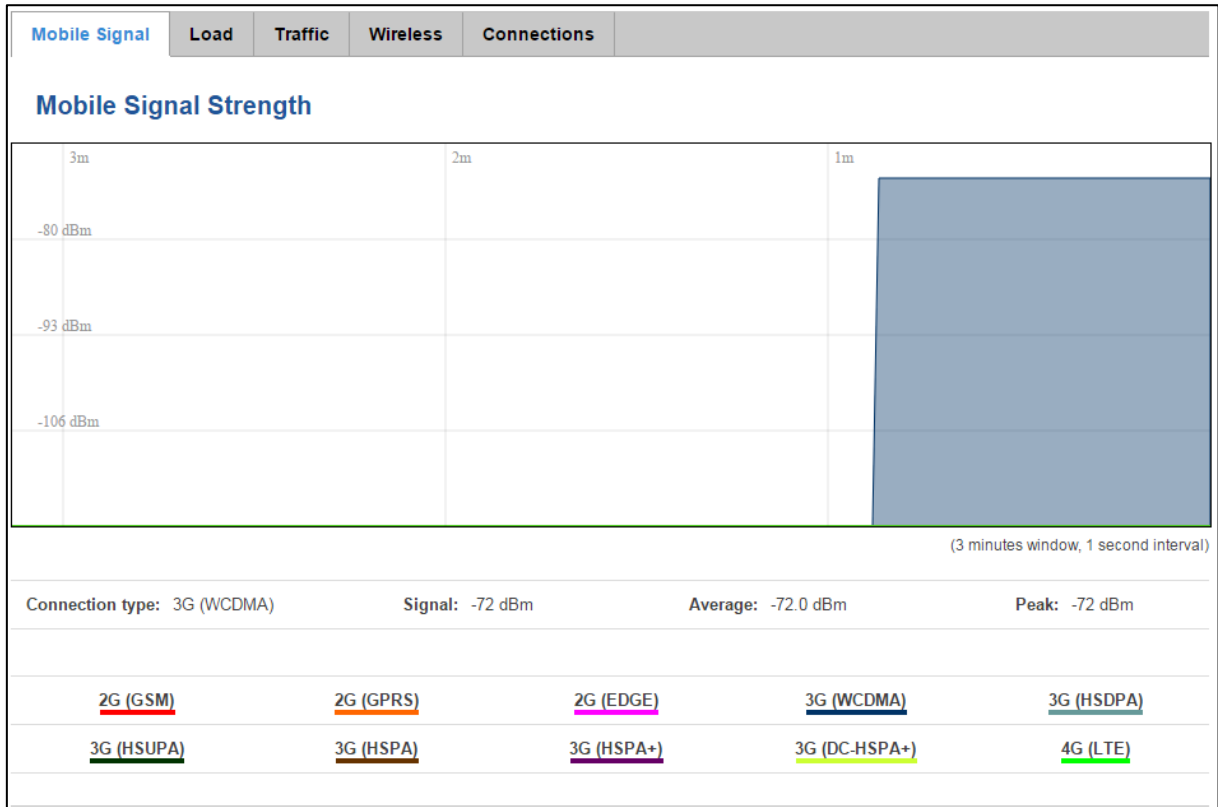 Mobile Signal Load Traffic Wireless Connections
Mobile Signal Strength
3m 2m 1m
-80 dBm
-93 dBm
-106 dBm
(3 minutes window, 1 second interval)
Connection type: 3G (WCDMA) Signal: -72 dBm Average: -72.0 dBm Peak: -72 dBm
2G (GSM) 2G (GPRS) 2G (EDGE) 3G (WCDMA) 3G (HSDPA)
3G (HSUPA) 3G (HSPA) 3G (HSPA+) 3G (DC-HSPA+) 4G (LTE)